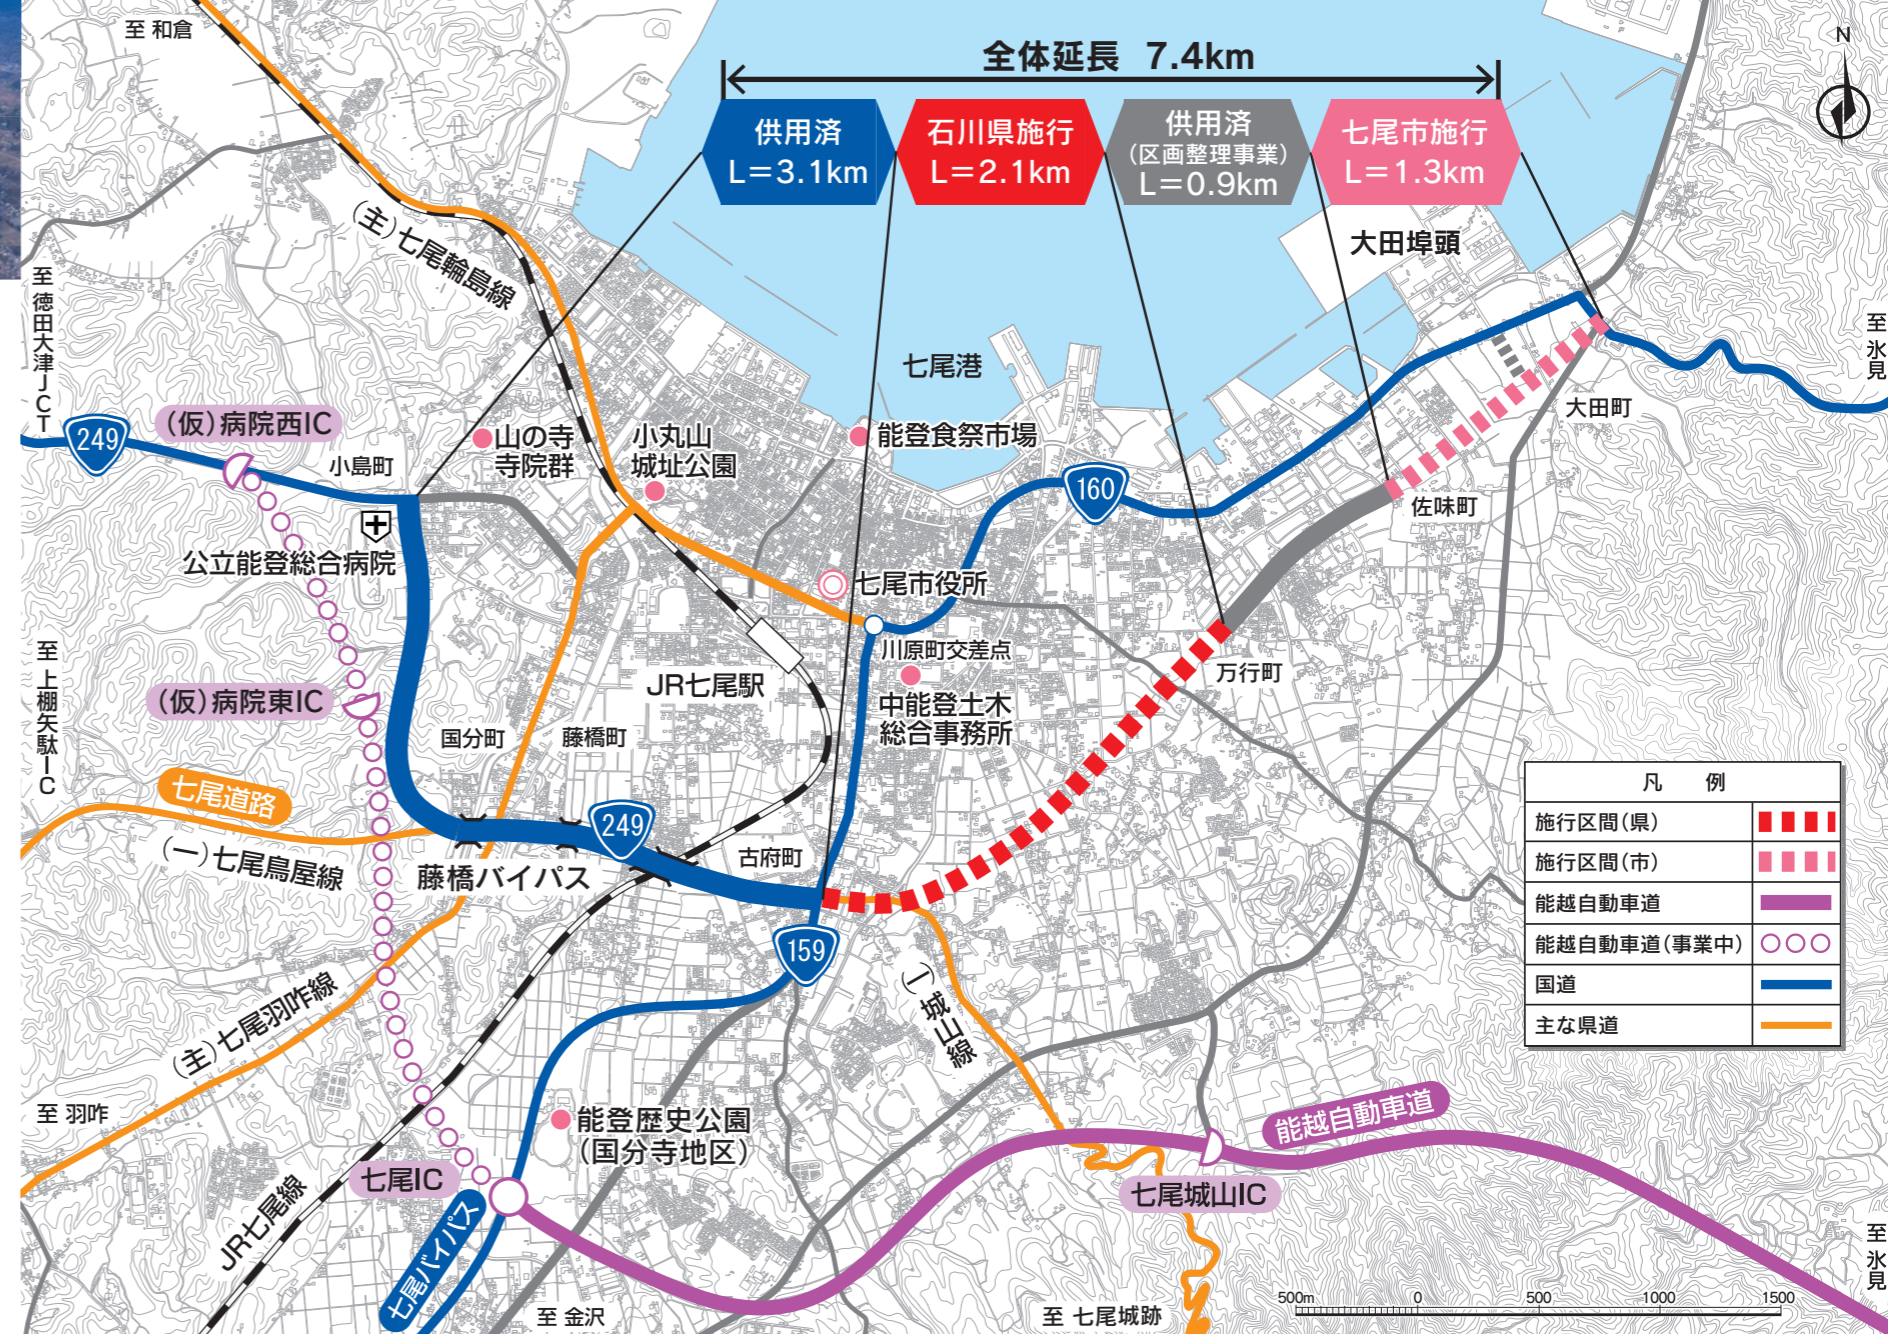 至 和倉
全体延長 7.4km
供用済
L=3.1km
石川県施行
L=2.1km
供用済
(区画整理事業)
L=0.9km
七尾市施行
L=1.3km
N
(主)七尾輪島線
大田埠頭
至 徳田大津JCT
至 氷見
七尾港
大田町
(仮)病院西IC
249
小島町
山の寺
寺院群
小丸山
城址公園
能登食祭市場
160
佐味町
公立能登総合病院
七尾市役所
川原町交差点
万行町
至 上棚矢駄IC
(仮)病院東IC
JR七尾駅
中能登土木
総合事務所
国分町
藤橋町
七尾道路
249
古府町
(一)七尾鳥屋線
藤橋バイパス
凡 例
施行区間(県)
施行区間(市)
能越自動車道
能越自動車道(事業中)
国道
主な県道
159
(一)城山線
(主)七尾羽咋線
至 羽咋
能登歴史公園
(国分寺地区)
能越自動車道
七尾IC
七尾城山IC
JR七尾線
七尾バイパス
至 氷見
至 金沢
至 七尾城跡
500m 0 500 1000 1500